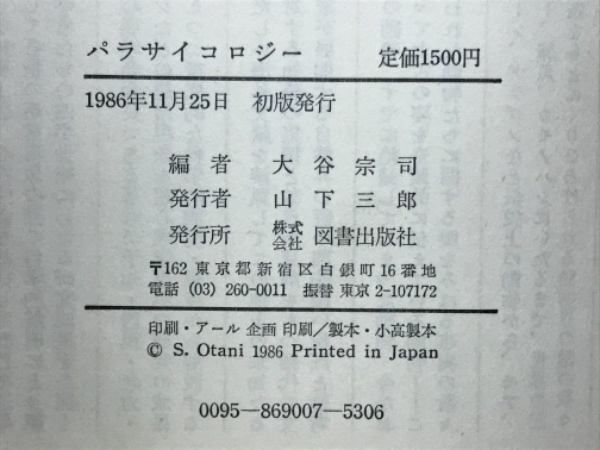 パラサイコロジー 定価1500円
1986年11月25日 初版発行
編者 大谷宗司
発行者 山下三郎
発行所 株式会社 図書出版社
〒162 東京都新宿区白銀町16番地
電話 (03) 260-0011 振替 東京2-107172
印刷・アール企画印刷/製本・小高製本
© S. Otani 1986 Printed in Japan
0095-869007-5306